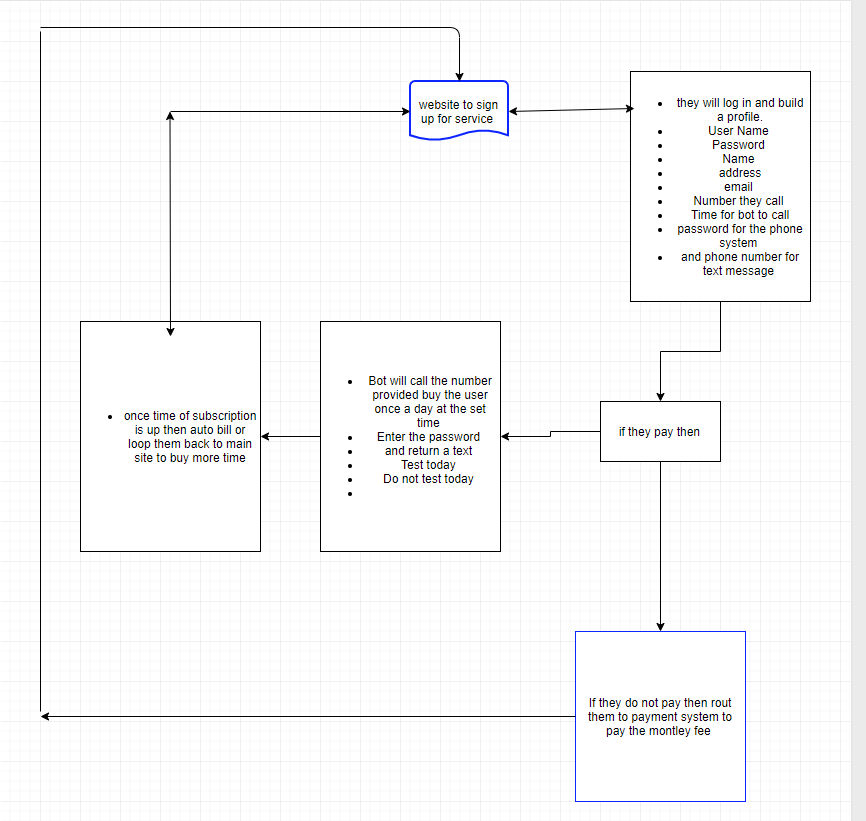 website to sign
up for service
they will log in and build
a profile.
User Name
Password
Name
address
email
Number they call
Time for bot to call
password for the phone
system
and phone number for
text message
if they pay then
Bot will call the number
provided buy the user
once a day at the set
time
Enter the password
and return a text
Test today
Do not test today
once time of subscription
is up then auto bill or
loop them back to main
site to buy more time
If they do not pay then rout
them to payment system to
pay the montley fee